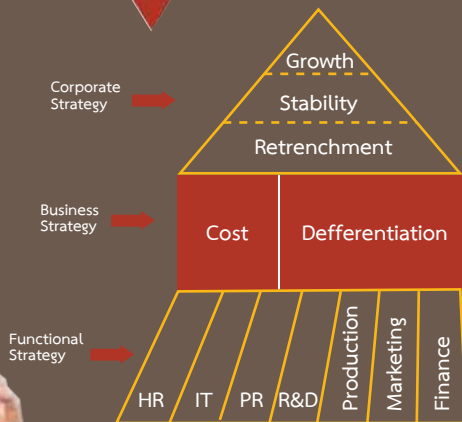 Growth
Corporate
Strategy
Stability
Retrenchment
Business
Strategy
Cost
Defferentiation
Functional
Strategy
HR
IT
PR
R&D
Production
Marketing
Finance